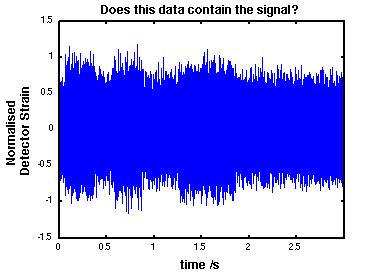 Does this data contain the signal?
1.5
1
0.5
0
-0.5
-1
-1.5
Normalised
Detector Strain
0 0.5 1 1.5 2 2.5
time /s